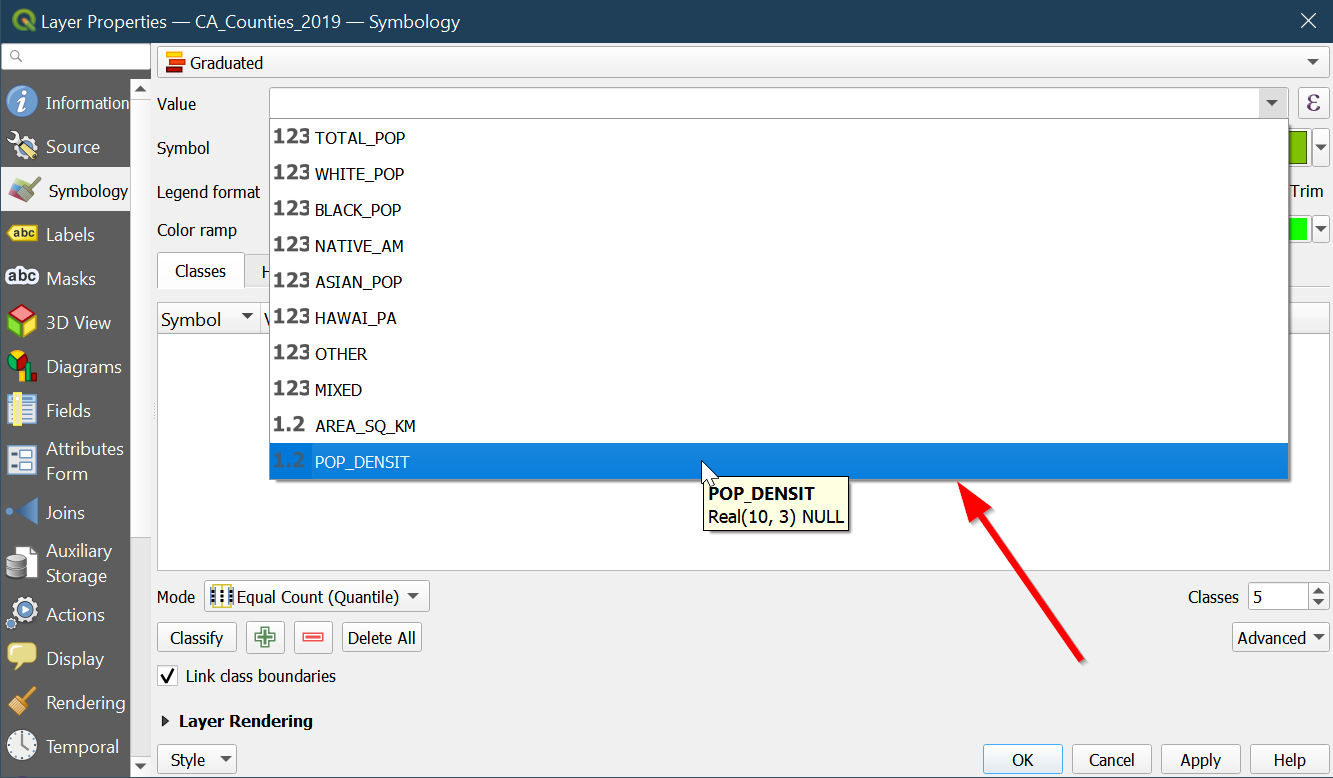 Layer Properties — CA_Counties_2019 — Symbology
Information
Source
Symbology
abc Labels
abc Masks
3D View
Diagrams
Fields
Attributes
Form
Joins
Auxiliary
Storage
Actions
Display
Rendering
Temporal
Graduated
Value
ε
Symbol
Legend format
Trim
Color ramp
Classes
H
Symbol
123 TOTAL_POP
123 WHITE_POP
123 BLACK_POP
123 NATIVE_AM
123 ASIAN_POP
123 HAWAI_PA
123 OTHER
123 MIXED
1.2 AREA_SQ_KM
1.2 POP_DENSIT
POP_DENSIT
Real(10, 3) NULL
Mode Equal Count (Quantile)
Classes 5
Classify Delete All
Advanced
Link class boundaries
Layer Rendering
Style OK Cancel Apply Help